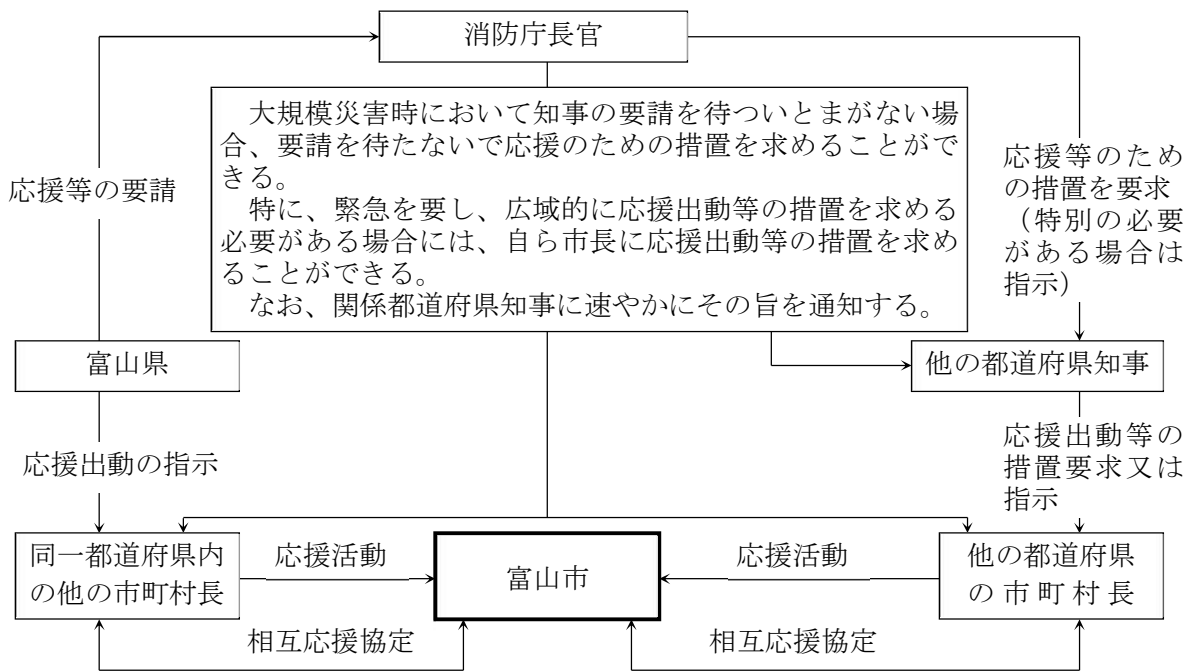 消防庁長官
大規模災害時において知事の要請を待ついとまがない場
合、要請を待たないで応援のための措置を求めることがで
きる。
特に、緊急を要し、広域的に応援出動等の措置を求める
必要がある場合には、自ら市長に応援出動等の措置を求め
ることができる。
なお、関係都道府県知事に速やかにその旨を通知する。
応援等の要請
応援等のため
の措置を要求
（特別の必要
がある場合は
指示）
富山県
他の都道府県知事
応援出動の指示
応援出動等の
措置要求又は
指示
同一都道府県内
の他の市町村長
応援活動
富山市
応援活動
他の都道府県
の市町村長
相互応援協定
相互応援協定